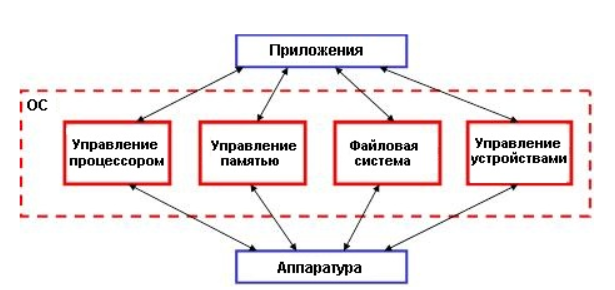 Приложения
ОС
Управление
процессором
Управление
памятью
Файловая
система
Управление
устройствами
Аппаратура